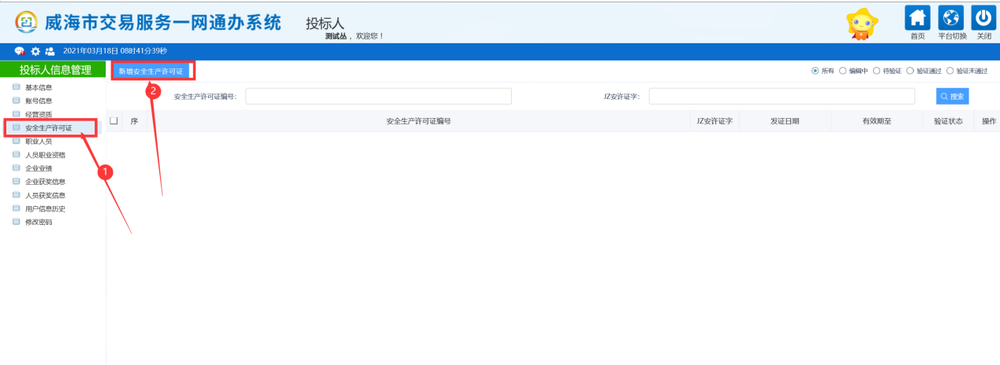 威海市交易服务一网通办系统
投标人
测试丛，欢迎您！
首页 平台切换 关闭
2021年03月18日 08时41分39秒
投标人信息管理
基本信息
账号信息
经营资质
安全生产许可证
职业人员
人员职业资格
企业业绩
企业获奖信息
人员获奖信息
用户信息历史
修改密码
1
新增安全生产许可证
2
所有 编辑中 待验证 验证通过 验证未通过
安全生产许可证编号： JZ安许证字： 搜索
序 安全生产许可证编号 JZ安许证字 发证日期 有效期至 验证状态 操作